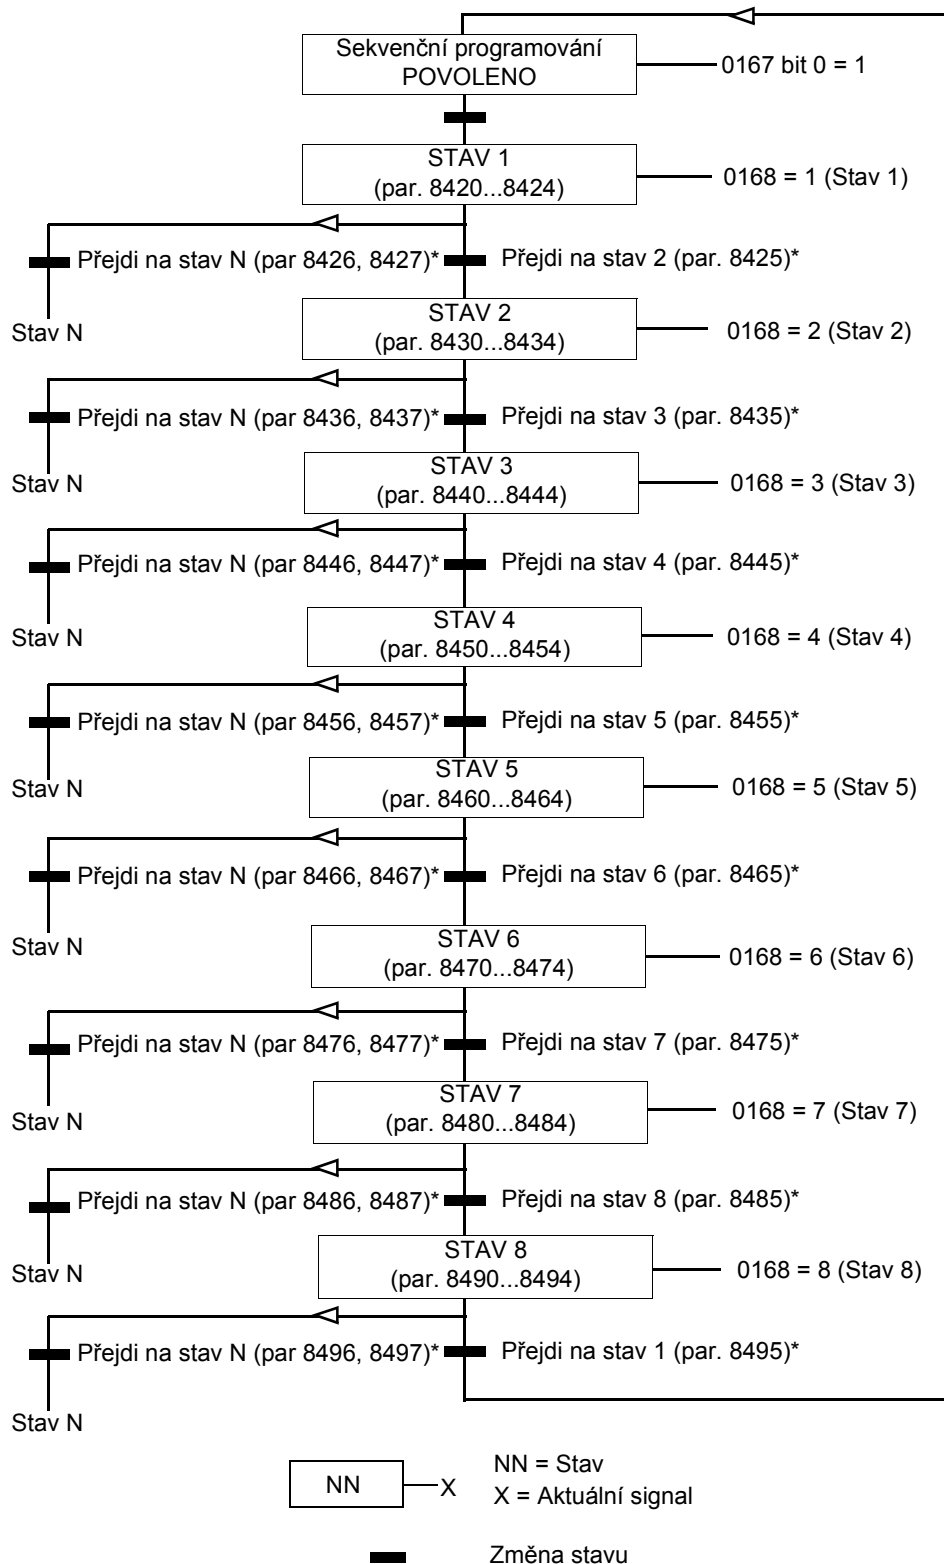 Sekvenční programování
POVOLENO
0167 bit 0 = 1
STAV 1
(par. 8420...8424)
0168 = 1 (Stav 1)
Přejdi na stav N (par 8426, 8427)*
Přejdi na stav 2 (par. 8425)*
Stav N
STAV 2
(par. 8430...8434)
0168 = 2 (Stav 2)
Přejdi na stav N (par 8436, 8437)*
Přejdi na stav 3 (par. 8435)*
Stav N
STAV 3
(par. 8440...8444)
0168 = 3 (Stav 3)
Přejdi na stav N (par 8446, 8447)*
Přejdi na stav 4 (par. 8445)*
Stav N
STAV 4
(par. 8450...8454)
0168 = 4 (Stav 4)
Přejdi na stav N (par 8456, 8457)*
Přejdi na stav 5 (par. 8455)*
Stav N
STAV 5
(par. 8460...8464)
0168 = 5 (Stav 5)
Přejdi na stav N (par 8466, 8467)*
Přejdi na stav 6 (par. 8465)*
Stav N
STAV 6
(par. 8470...8474)
0168 = 6 (Stav 6)
Přejdi na stav N (par 8476, 8477)*
Přejdi na stav 7 (par. 8475)*
Stav N
STAV 7
(par. 8480...8484)
0168 = 7 (Stav 7)
Přejdi na stav N (par 8486, 8487)*
Přejdi na stav 8 (par. 8485)*
Stav N
STAV 8
(par. 8490...8494)
0168 = 8 (Stav 8)
Přejdi na stav N (par 8496, 8497)*
Přejdi na stav 1 (par. 8495)*
Stav N
NN
X
NN = Stav
X = Aktuální signal
Změna stavu